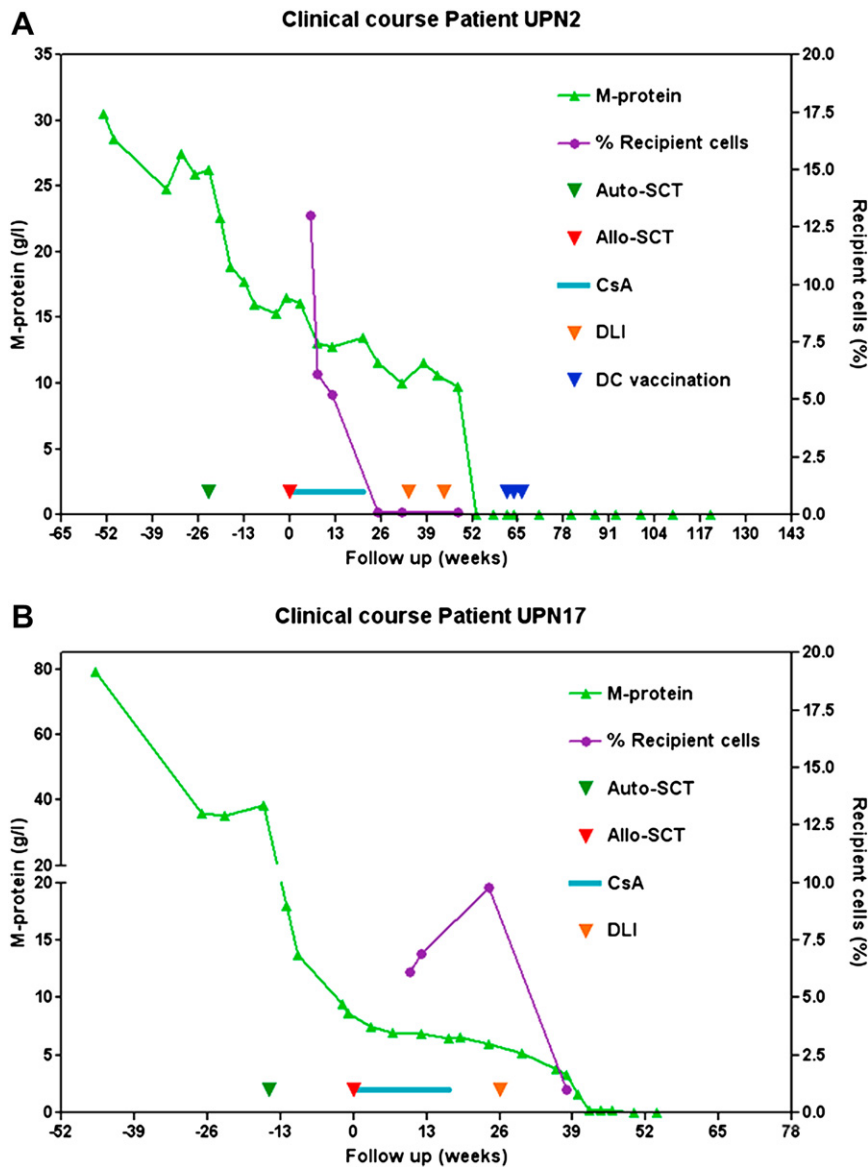 A
Clinical course Patient UPN2
35
30
25
20
15
10
5
0
M-protein (g/l)
20.0
17.5
15.0
12.5
10.0
7.5
5.0
2.5
0.0
Recipient cells (%)
M-protein
% Recipient cells
Auto-SCT
Allo-SCT
CsA
DLI
DC vaccination
-65 -52 -39 -26 -13 0 13 26 39 52 65 78 91 104 117 130 143
Follow up (weeks)
B
Clinical course Patient UPN17
80
60
40
20
20
15
10
5
0
M-protein (g/l)
20.0
17.5
15.0
12.5
10.0
7.5
5.0
2.5
0.0
Recipient cells (%)
M-protein
% Recipient cells
Auto-SCT
Allo-SCT
CsA
DLI
-52 -39 -26 -13 0 13 26 39 52 65 78
Follow up (weeks)